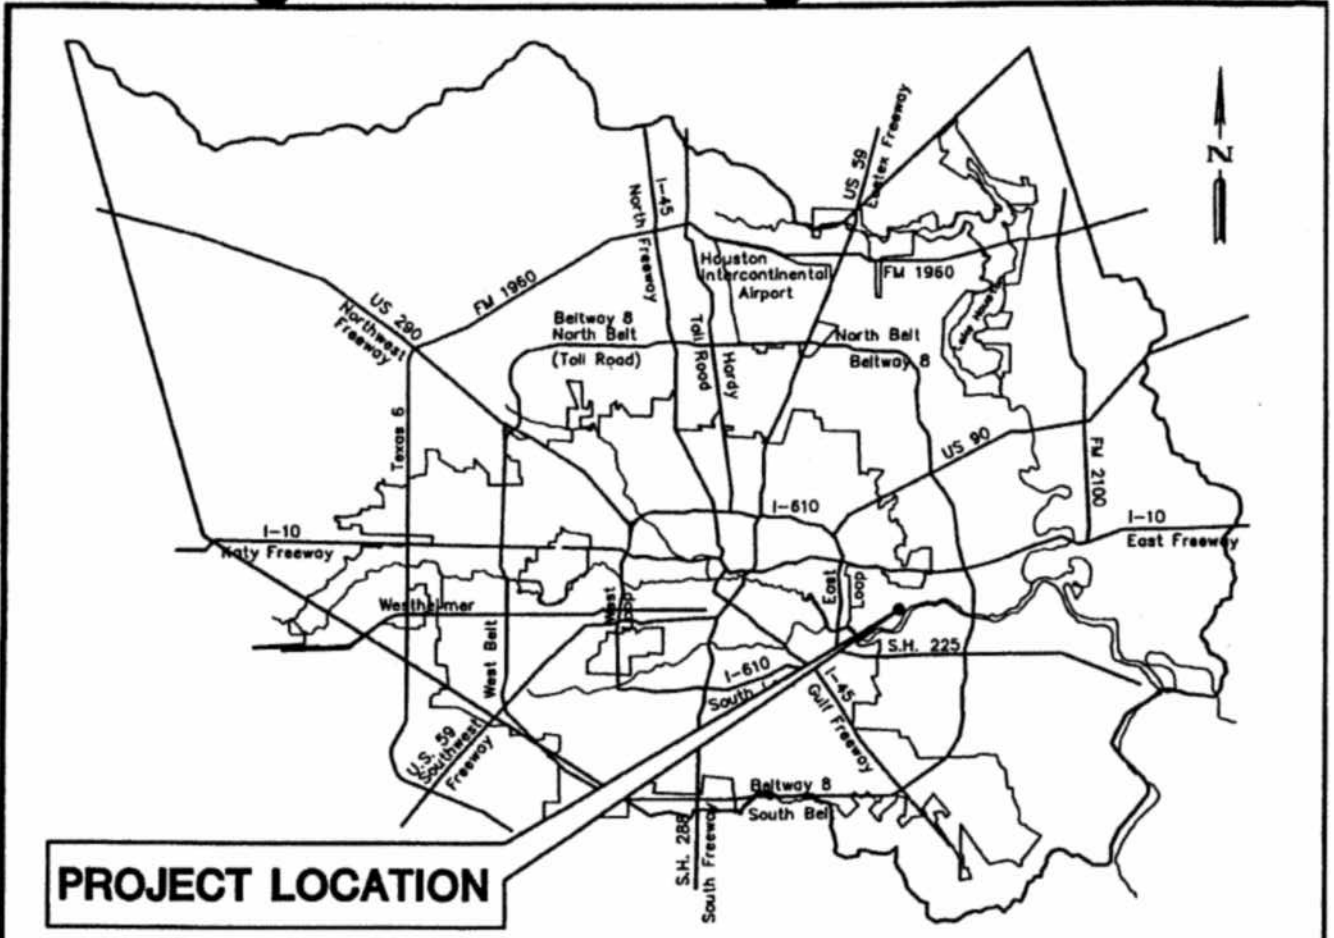 US 59
Eastex Freeway
N
I-45
North Freeway
Houston
Intercontinental
Airport
FM 1960
FM 1960
US 290
Northwest
Freeway
Beltway 8
North Belt
(Toll Road)
Toll Road
Hardy
North Belt
Beltway 8
Lake Houston
Texas 6
US 90
FM 2100
I-610
I-10
Katy Freeway
I-10
East Freeway
East
Loop
Westheimer
West
Loop
West Belt
S.H. 225
I-610
South
I-45
Gulf Freeway
U.S. 59
Southwest
Freeway
Beltway 8
South Belt
S.H. 288
South Freeway
PROJECT LOCATION